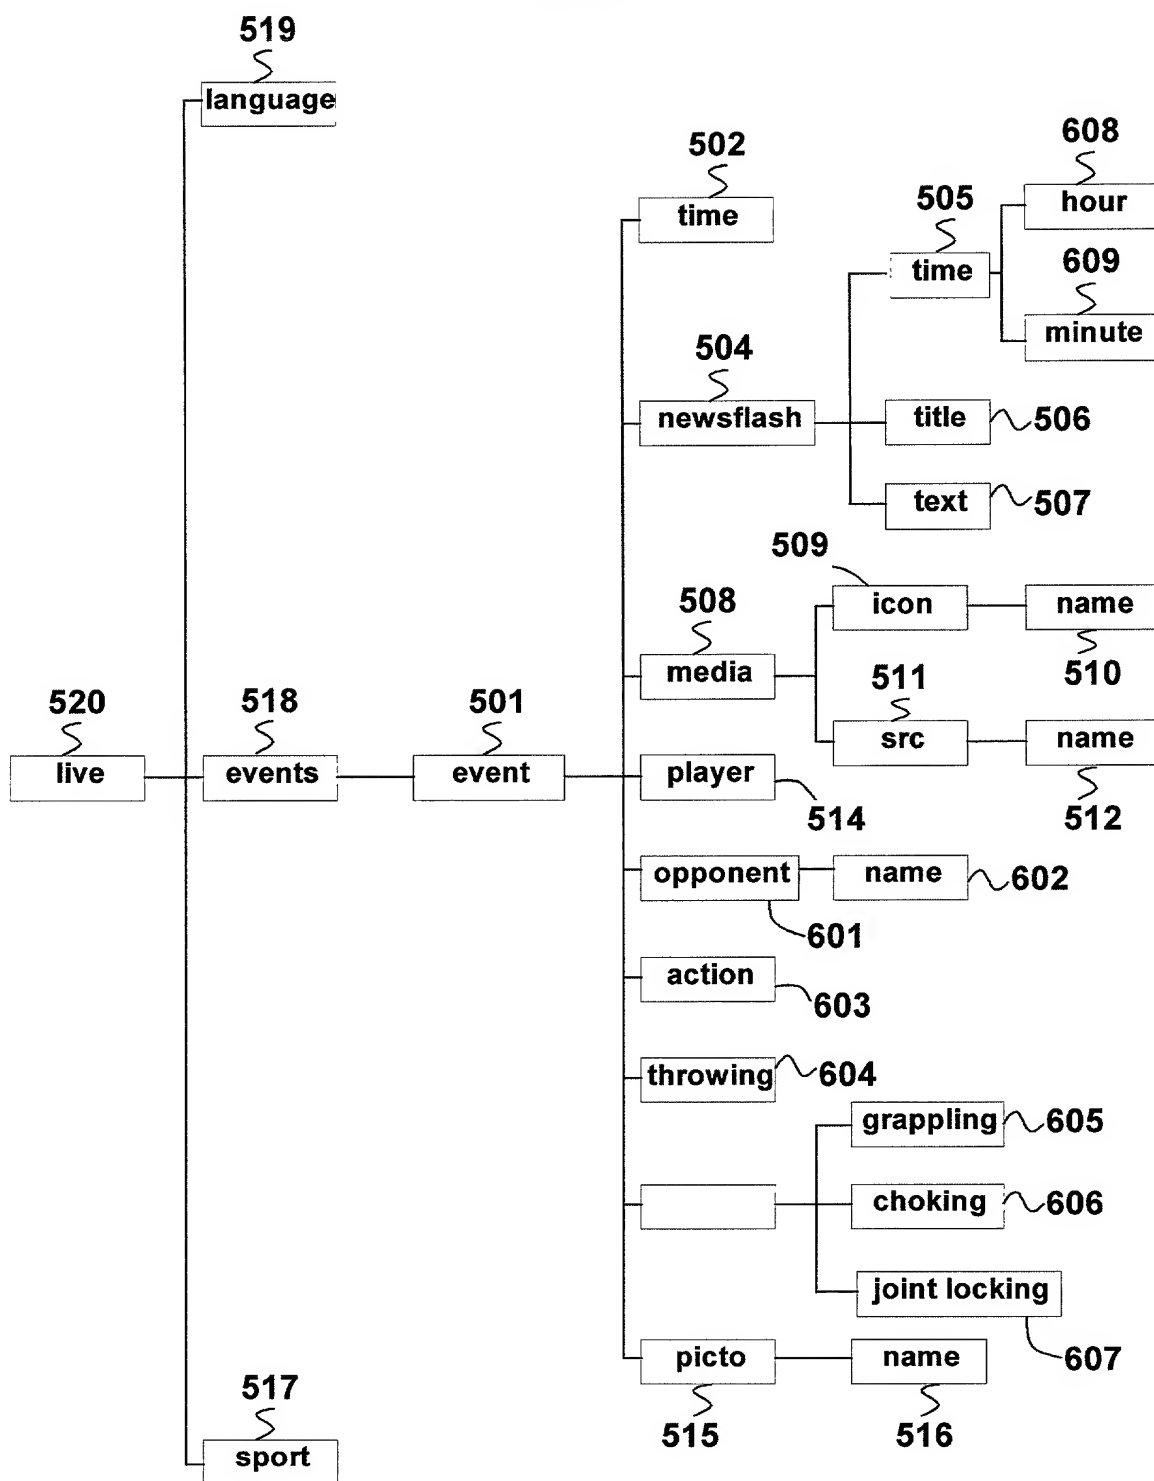 519
language
502
time
608
hour
505
time
609
minute
504
newsflash
title 506
text 507
509
icon
name
510
508
media
511
src
name
512
520
live
518
events
501
event
player
514
opponent
601
name 602
action
603
throwing 604
grappling 605
choking 606
joint locking
607
picto
515
name
516
517
sport